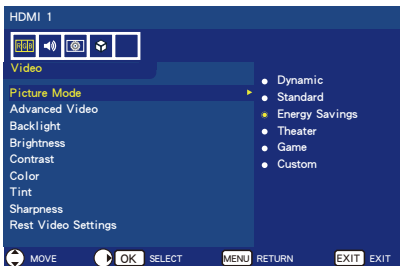 HDMI 1
RGB
Video
Picture Mode
Advanced Video
Backlight
Brightness
Contrast
Color
Tint
Sharpness
Rest Video Settings
Dynamic
Standard
Energy Savings
Theater
Game
Custom
MOVE OK SELECT MENU RETURN EXIT EXIT